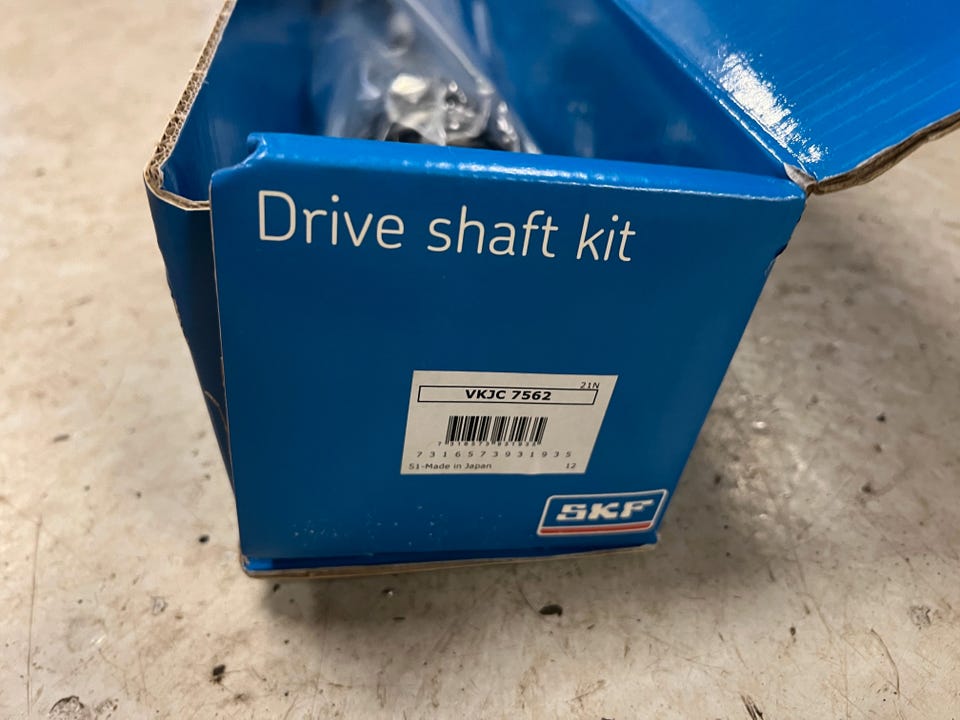 Drive shaft kit
21N
VKJC 7562
7316573931935
51-Made in Japan 12
SKF